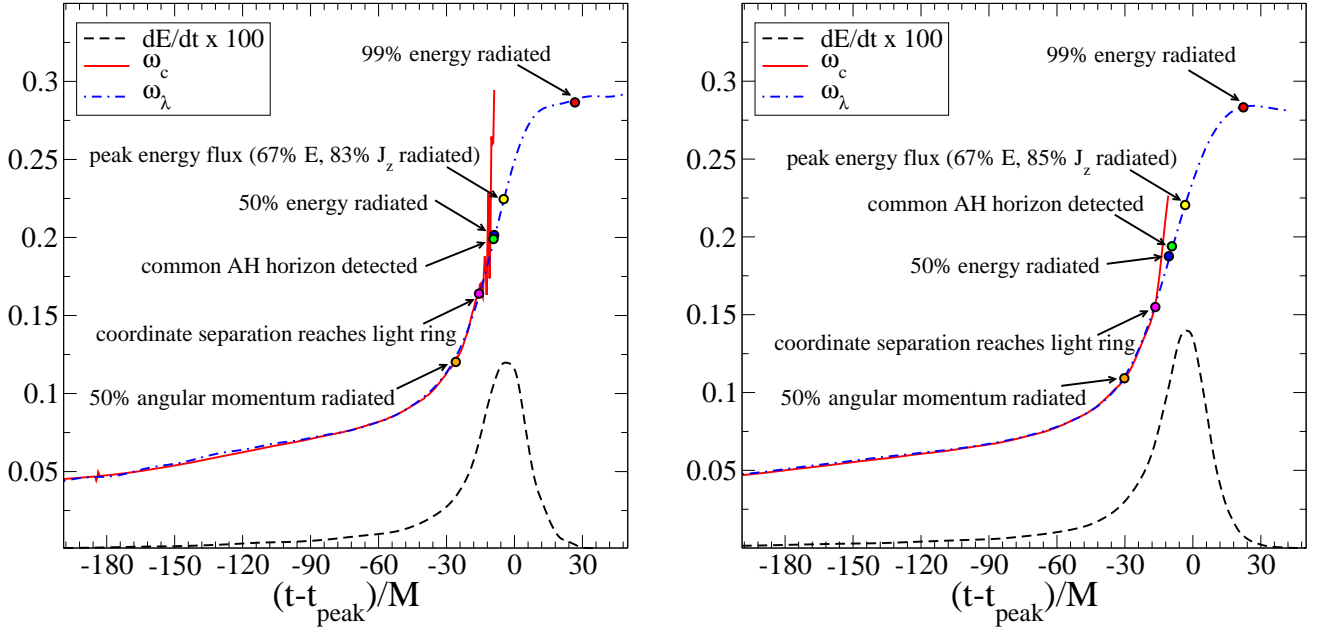 dE/dt x 100
ω_c
ω_λ
99% energy radiated
peak energy flux (67% E, 83% J_z radiated)
50% energy radiated
common AH horizon detected
coordinate separation reaches light ring
50% angular momentum radiated
0.3
0.25
0.2
0.15
0.1
0.05
-180 -150 -120 -90 -60 -30 0 30
(t-t_peak)/M
dE/dt x 100
ω_c
ω_λ
99% energy radiated
peak energy flux (67% E, 85% J_z radiated)
common AH horizon detected
50% energy radiated
coordinate separation reaches light ring
50% angular momentum radiated
0.3
0.25
0.2
0.15
0.1
0.05
-180 -150 -120 -90 -60 -30 0 30
(t-t_peak)/M